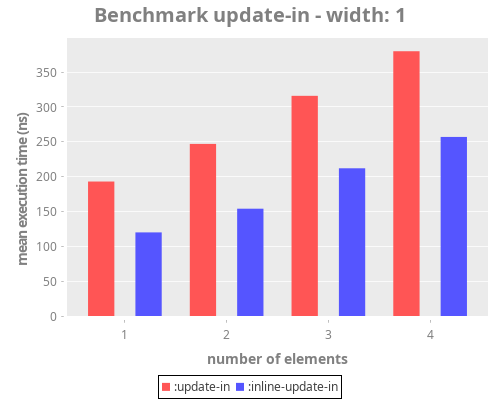 Benchmark update-in - width: 1
mean execution time (ns)
350
300
250
200
150
100
50
0
1 2 3 4
number of elements
:update-in :inline-update-in